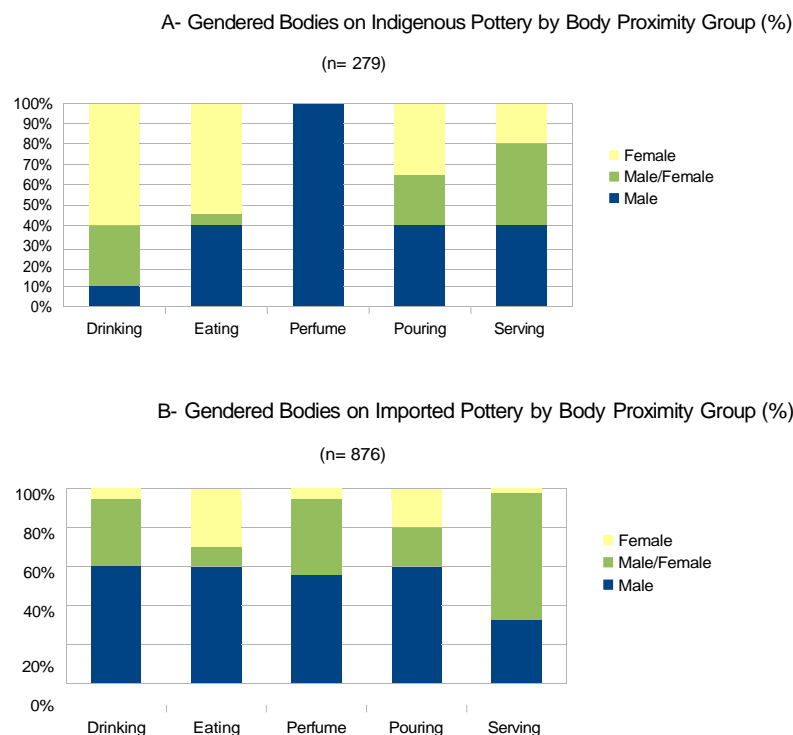 A- Gendered Bodies on Indigenous Pottery by Body Proximity Group (%)
(n= 279)
100%
90%
80%
70%
60%
50%
40%
30%
20%
10%
0%
Drinking Eating Perfume Pouring Serving
Female
Male/Female
Male
B- Gendered Bodies on Imported Pottery by Body Proximity Group (%)
(n= 876)
100%
80%
60%
40%
20%
0%
Drinking Eating Perfume Pouring Serving
Female
Male/Female
Male